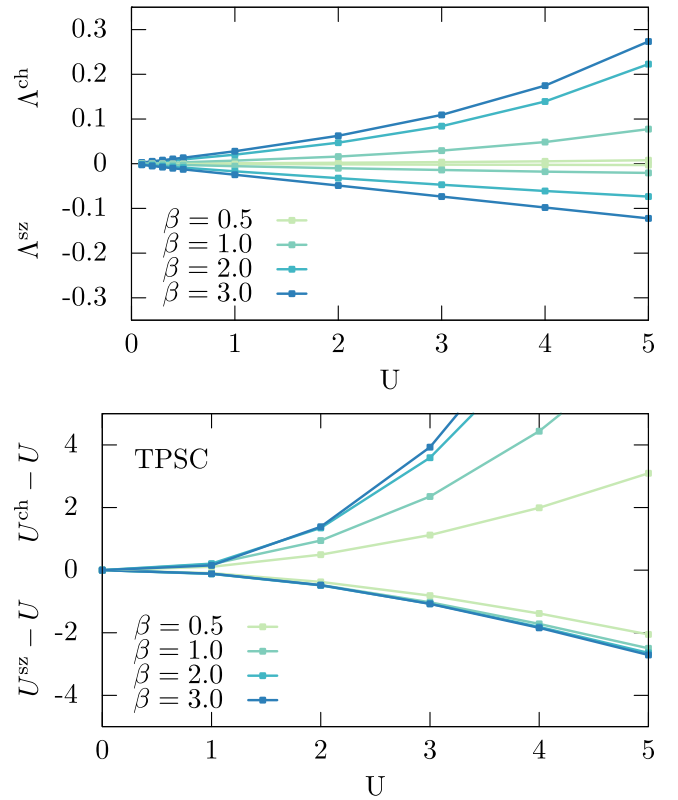 0.3
0.2
0.1
0
-0.1
-0.2
-0.3
Λ^ch
Λ^sz
β = 0.5
β = 1.0
β = 2.0
β = 3.0
0 1 2 3 4 5
U
TPSC
4
2
0
-2
-4
U^ch − U
U^sz − U
β = 0.5
β = 1.0
β = 2.0
β = 3.0
0 1 2 3 4 5
U